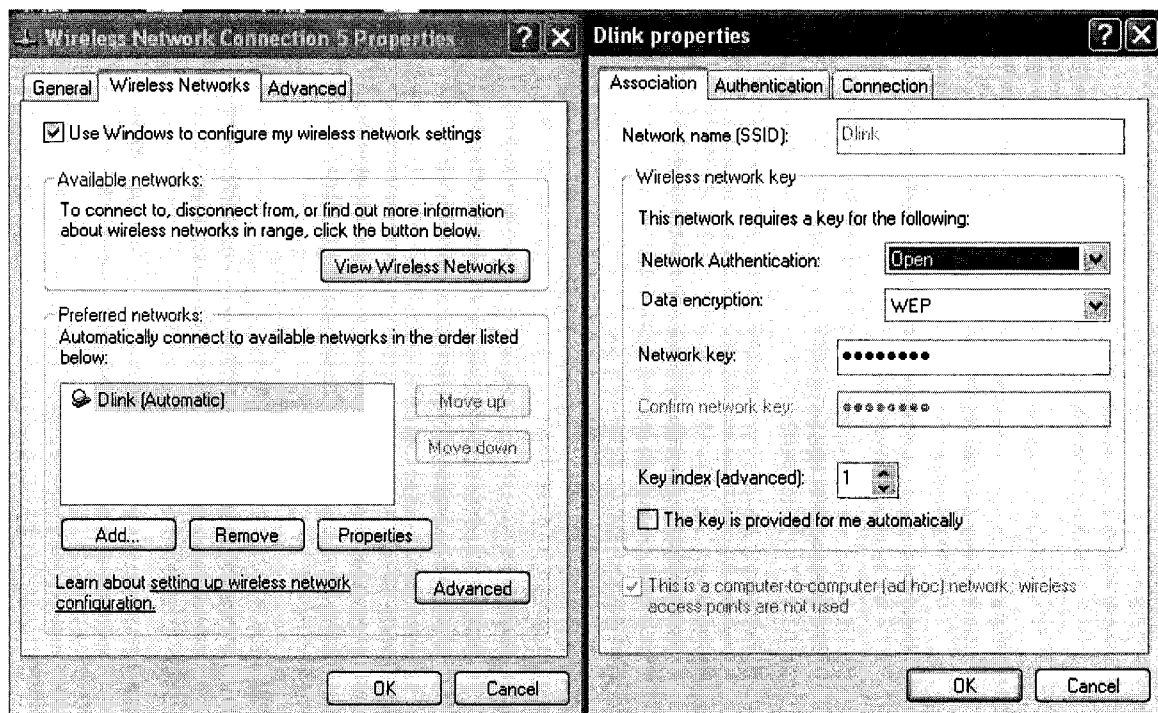 Wireless Network Connection 5 Properties
General
Wireless Networks
Advanced
Use Windows to configure my wireless network settings
Available networks:
To connect to, disconnect from, or find out more information
about wireless networks in range, click the button below.
View Wireless Networks
Preferred networks:
Automatically connect to available networks in the order listed
below:
Dlink (Automatic)
Move up
Move down
Add...
Remove
Properties
Learn about setting up wireless network
configuration.
Advanced
OK
Cancel
Dlink properties
Association
Authentication
Connection
Network name (SSID):
Dlink
Wireless network key
This network requires a key for the following:
Network Authentication:
Open
Data encryption:
WEP
Network key:
••••••••
Confirm network key:
••••••••
Key index (advanced):
1
The key is provided for me automatically
This is a computer-to-computer (ad hoc) network; wireless
access points are not used
OK
Cancel